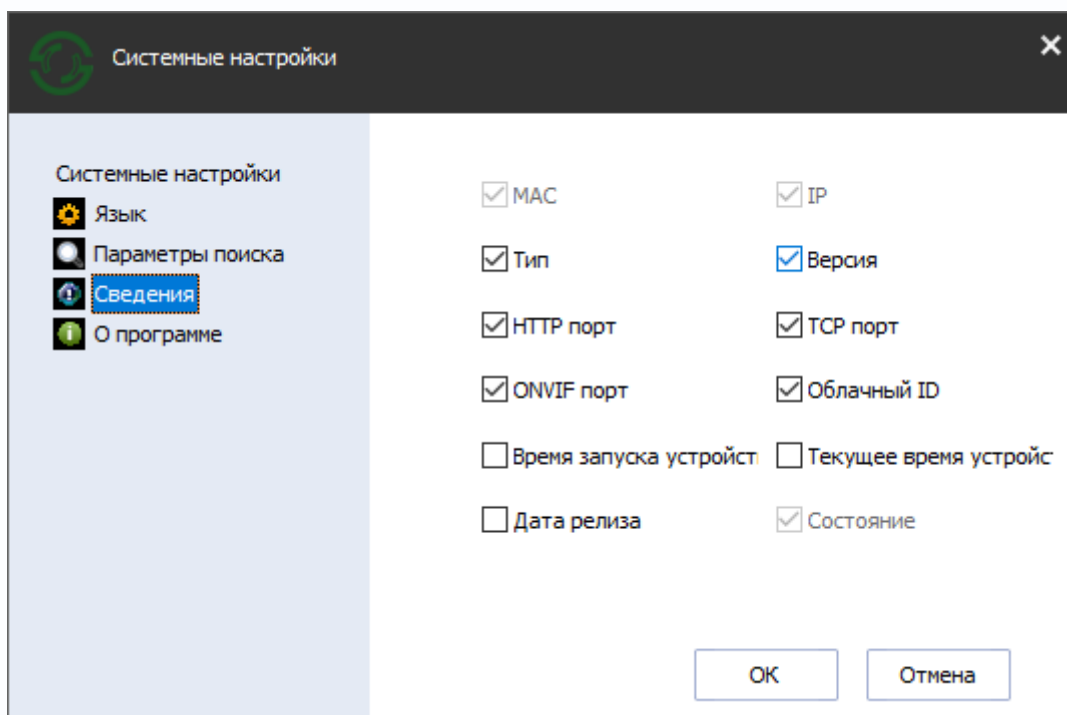 Системные настройки
Системные настройки
Язык
Параметры поиска
Сведения
О программе
MAC
IP
Тип
Версия
HTTP порт
TCP порт
ONVIF порт
Облачный ID
Время запуска устройст
Текущее время устройс
Дата релиза
Состояние
OK
Отмена